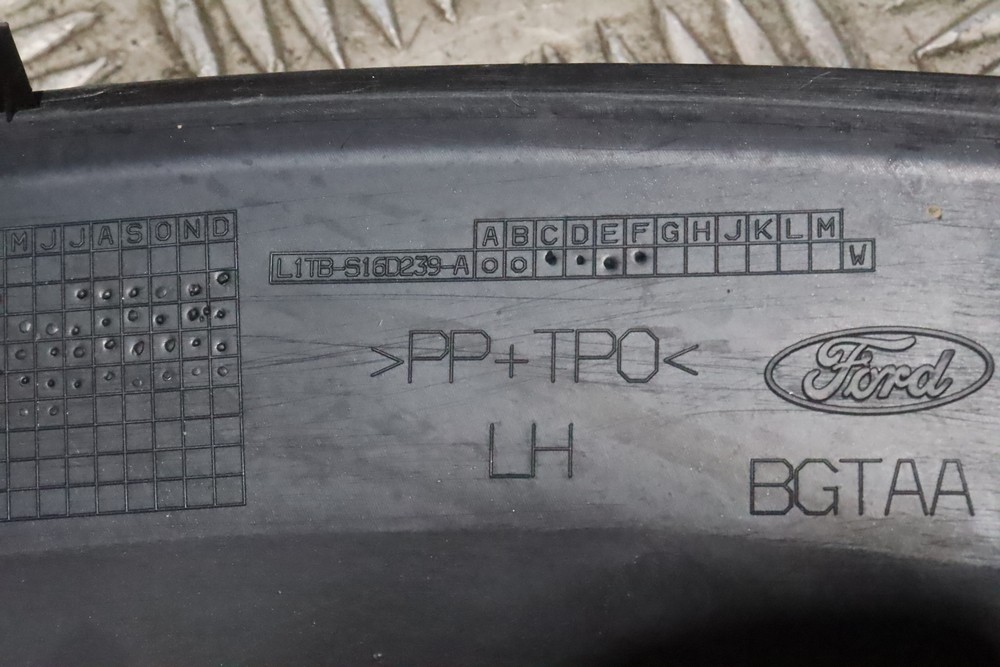 M J J A S O N D
A B C D E F G H J K L M
L1TB-S16D239-A W
>PP+TPO<
Ford
LH
BGTAA